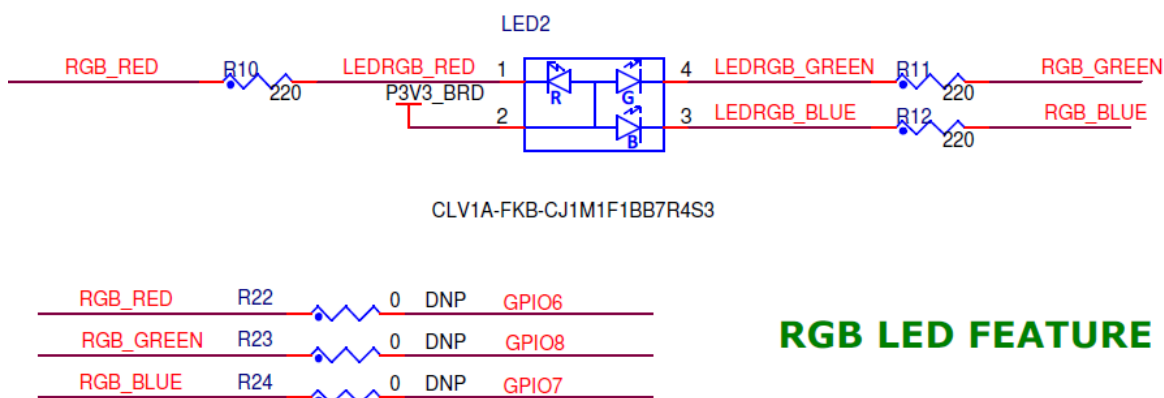 LED2
RGB_RED R10 220 LEDRGB_RED 1 R G 4 LEDRGB_GREEN R11 220 RGB_GREEN
P3V3_BRD 2 B 3 LEDRGB_BLUE R12 220 RGB_BLUE
CLV1A-FKB-CJ1M1F1BB7R4S3
RGB_RED R22 0 DNP GPIO6
RGB_GREEN R23 0 DNP GPIO8
RGB_BLUE R24 0 DNP GPIO7
RGB LED FEATURE